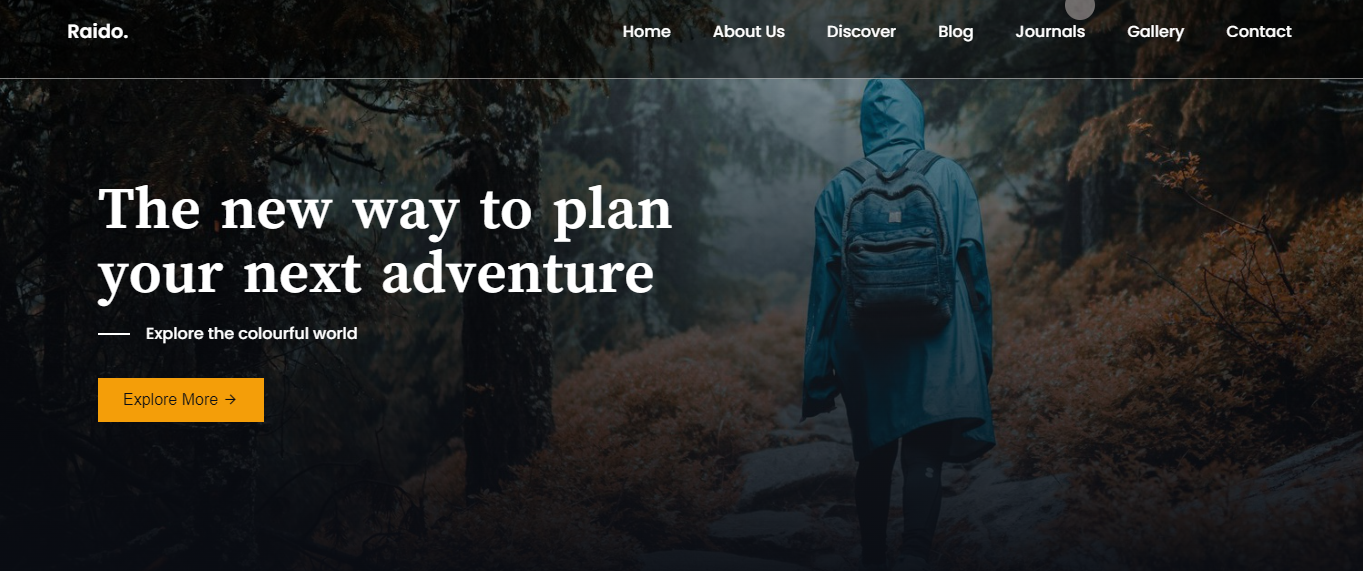 Raido.
Home About Us Discover Blog Journals Gallery Contact
The new way to plan
your next adventure
Explore the colourful world
Explore More →